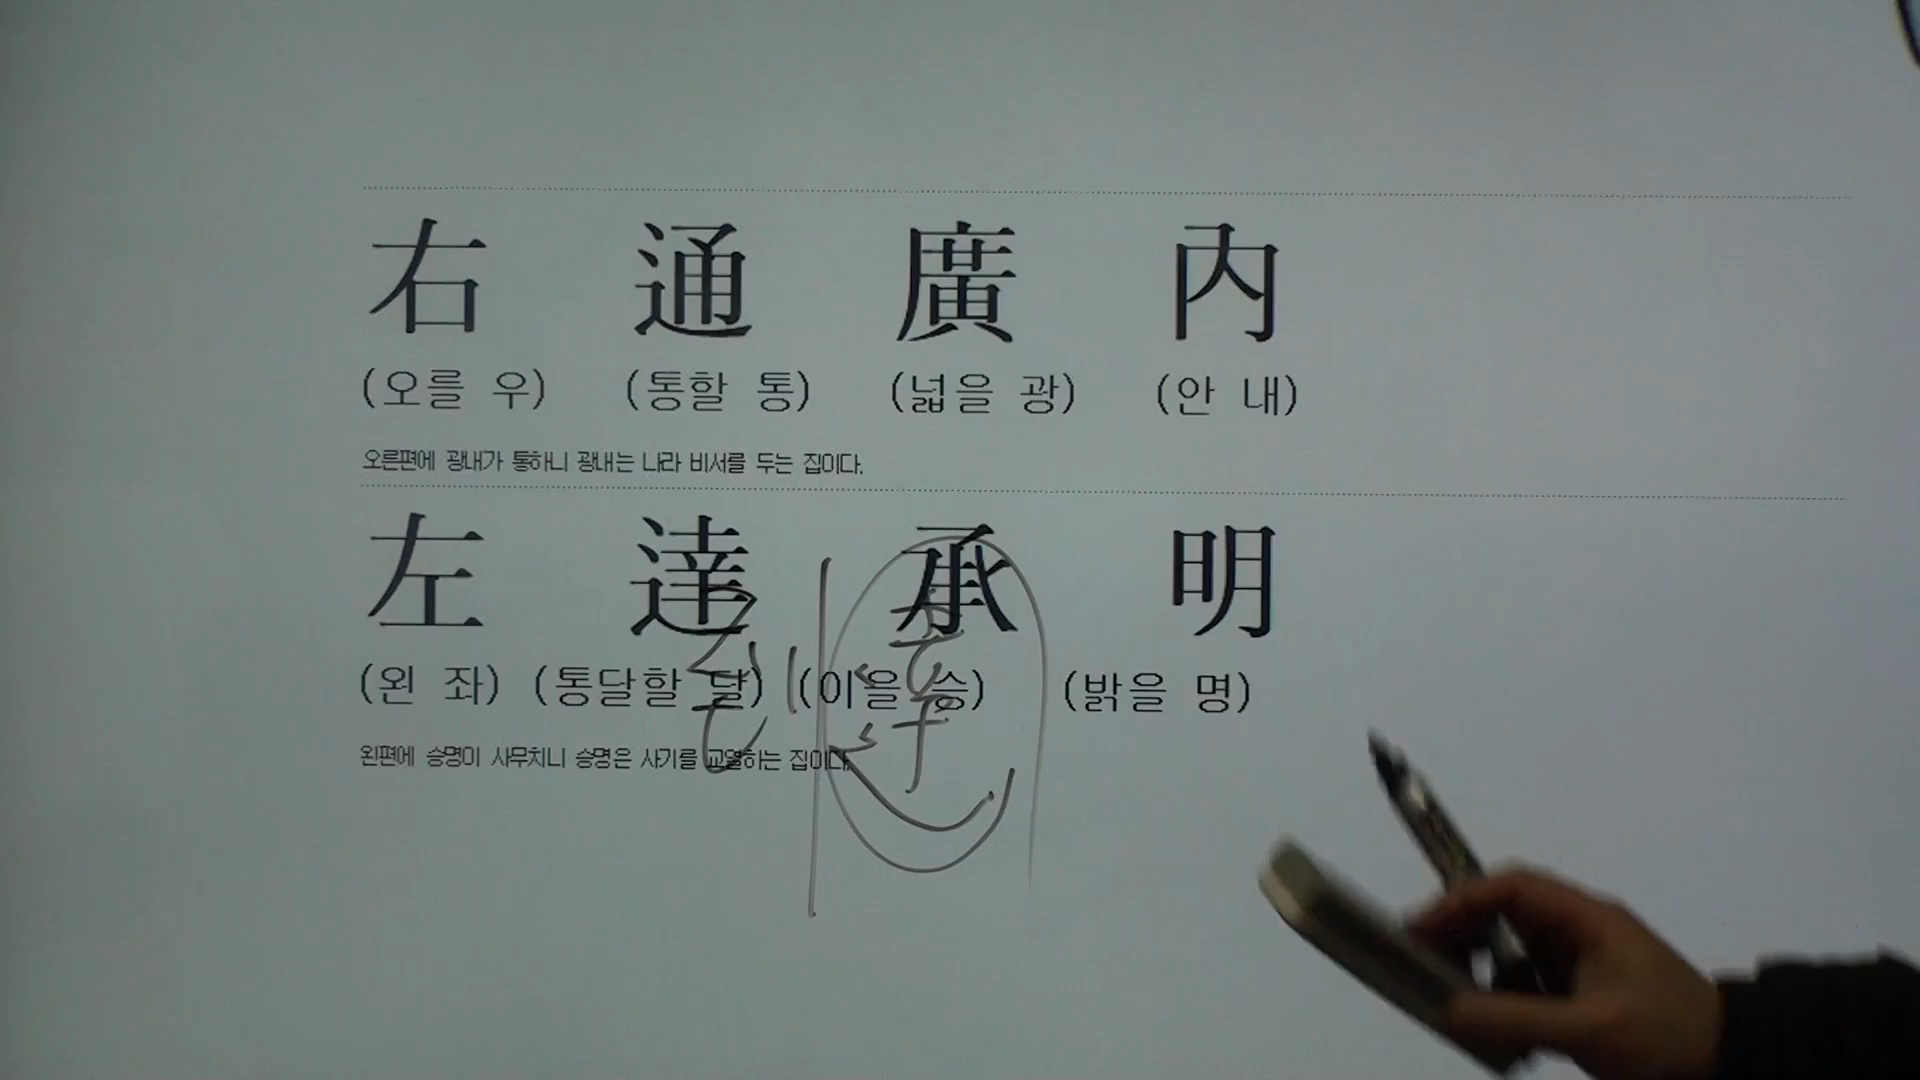 右 通 廣 內
(오를 우) (통할 통) (넓을 광) (안 내)
오른편에 광내가 통하니 광내는 나라 비서를 두는 집이다.
左 達 承 明
(왼 좌) (통달할 달) (이을 승) (밝을 명)
왼편에 승명이 사무치니 승명은 사기를 교열하는 집이다.